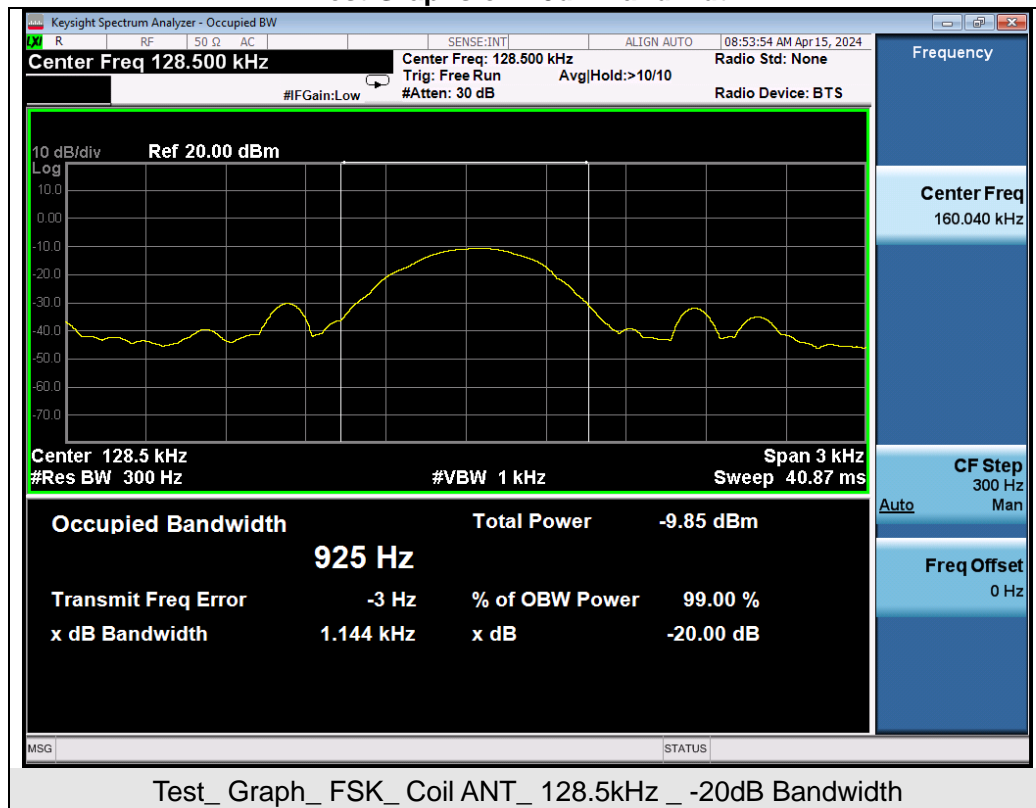 Keysight Spectrum Analyzer - Occupied BW
LXI R RF 50 Ω AC SENSE:INT ALIGN AUTO 08:53:54 AM Apr 15, 2024
Center Freq 128.500 kHz
Center Freq: 128.500 kHz
Radio Std: None
Trig: Free Run Avg|Hold:>10/10
#IFGain:Low
#Atten: 30 dB
Radio Device: BTS
10 dB/div Ref 20.00 dBm
Log
10.0
0.00
-10.0
-20.0
-30.0
-40.0
-50.0
-60.0
-70.0
Center 128.5 kHz Span 3 kHz
#Res BW 300 Hz #VBW 1 kHz Sweep 40.87 ms
Occupied Bandwidth Total Power -9.85 dBm
925 Hz
Transmit Freq Error -3 Hz % of OBW Power 99.00 %
x dB Bandwidth 1.144 kHz x dB -20.00 dB
MSG STATUS
Frequency
Center Freq
160.040 kHz
CF Step
300 Hz
Auto Man
Freq Offset
0 Hz
Test_ Graph_ FSK_ Coil ANT_ 128.5kHz _ -20dB Bandwidth